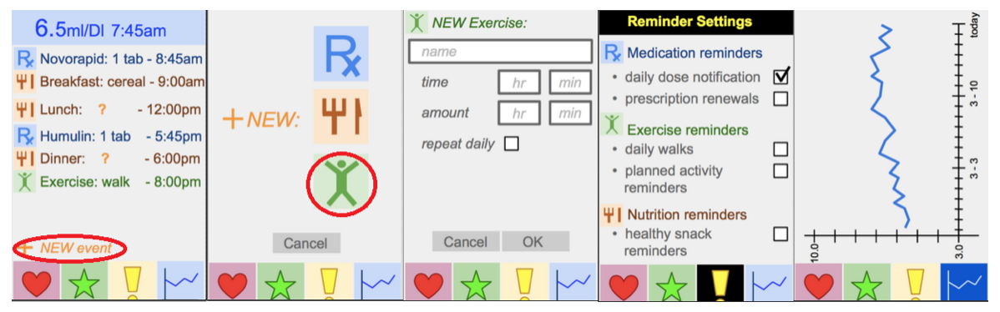 6.5ml/Dl 7:45am
Rx Novorapid: 1 tab - 8:45am
Breakfast: cereal - 9:00am
Lunch: ? - 12:00pm
Rx Humulin: 1 tab - 5:45pm
Dinner: ? - 6:00pm
Exercise: walk - 8:00pm
+ NEW event
Rx
+NEW:
Cancel
NEW Exercise:
name
time hr min
amount hr min
repeat daily
Cancel OK
Reminder Settings
Rx Medication reminders
• daily dose notification
• prescription renewals
Exercise reminders
• daily walks
• planned activity
reminders
Nutrition reminders
• healthy snack
reminders
today
3 - 10
3 - 3
10.0
3.0